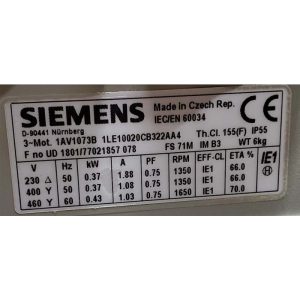 SIEMENS
D-90441 Nürnberg
Made in Czech Rep.
IEC/EN 60034
CE
3~Mot. 1AV1073B 1LE10020CB322AA4 Th.Cl. 155(F) IP55
F no UD 1801/77021857 078 FS 71M IM B3 WT 6kg
V Hz kW A PF RPM EFF-CL ETA % IE1
230 Δ 50 0.37 1.88 0.75 1350 IE1 66.0
400 Y 50 0.37 1.08 0.75 1350 IE1 66.0
460 Y 60 0.43 1.03 0.75 1650 IE1 70.0